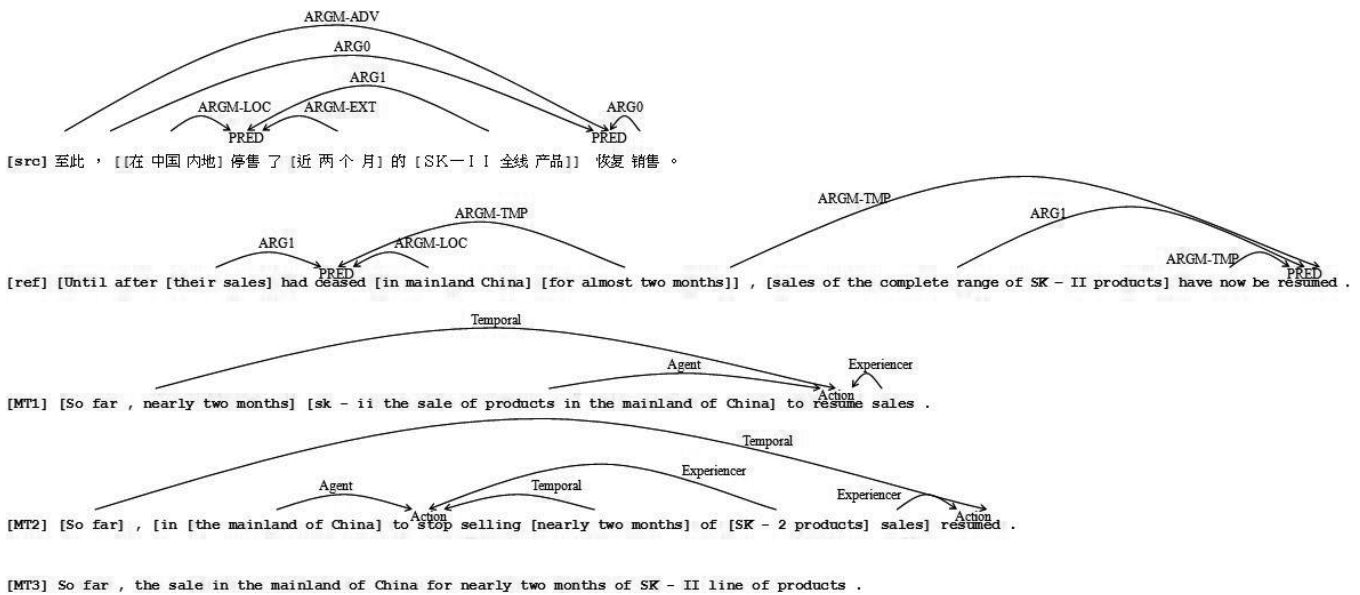 ARGM-ADV
ARG0
ARG1
ARGM-LOC ARGM-EXT ARG0
PRED PRED
[src] 至此 , [[在 中国 内地] 停售 了 [近 两 个 月] 的 [SK－II 全线 产品]] 恢复 销售 。
ARGM-TMP
ARGM-TMP ARG1
ARG1 ARGM-LOC ARGM-TMP
PRED PRED
[ref] [Until after [their sales] had ceased [in mainland China] [for almost two months]] , [sales of the complete range of SK - II products] have now be resumed .
Temporal
Agent Experiencer
Action
[MT1] [So far , nearly two months] [sk - ii the sale of products in the mainland of China] to resume sales .
Temporal
Experiencer
Agent Temporal Experiencer
Action Action
[MT2] [So far] , [in [the mainland of China] to stop selling [nearly two months] of [SK - 2 products] sales] resumed .
[MT3] So far , the sale in the mainland of China for nearly two months of SK - II line of products .